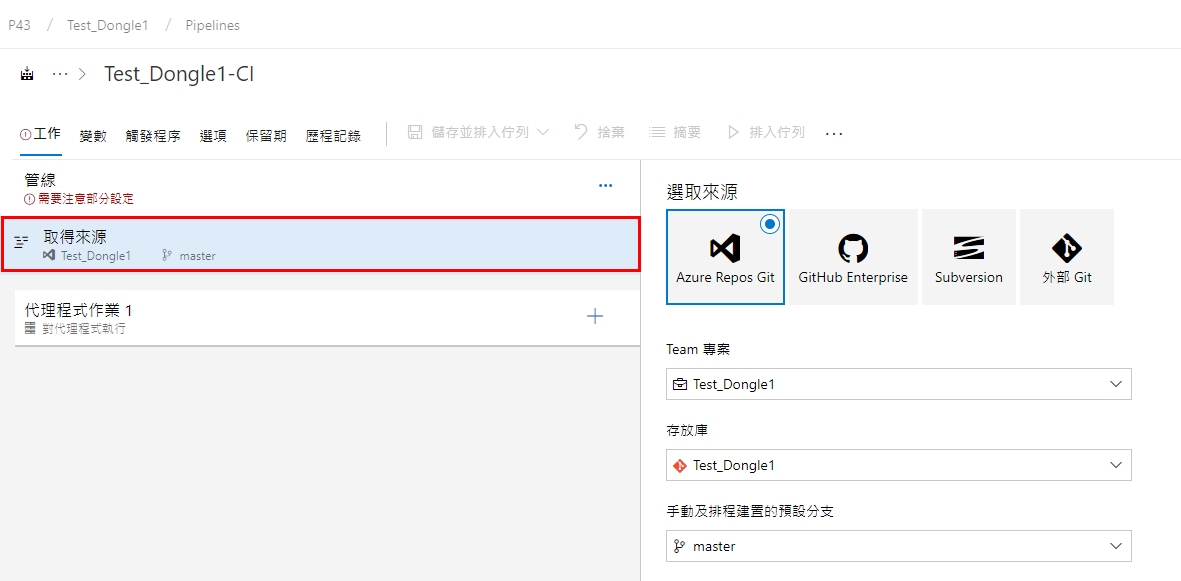 P43 / Test_Dongle1 / Pipelines
··· > Test_Dongle1-CI
工作 變數 觸發程序 選項 保留期 歷程記錄 儲存並排入佇列 捨棄 摘要 排入佇列 ···
管線
需要注意部分設定
取得來源
Test_Dongle1 master
代理程式作業 1
對代理程式執行
選取來源
Azure Repos Git
GitHub Enterprise
Subversion
外部 Git
Team 專案
Test_Dongle1
存放庫
Test_Dongle1
手動及排程建置的預設分支
master